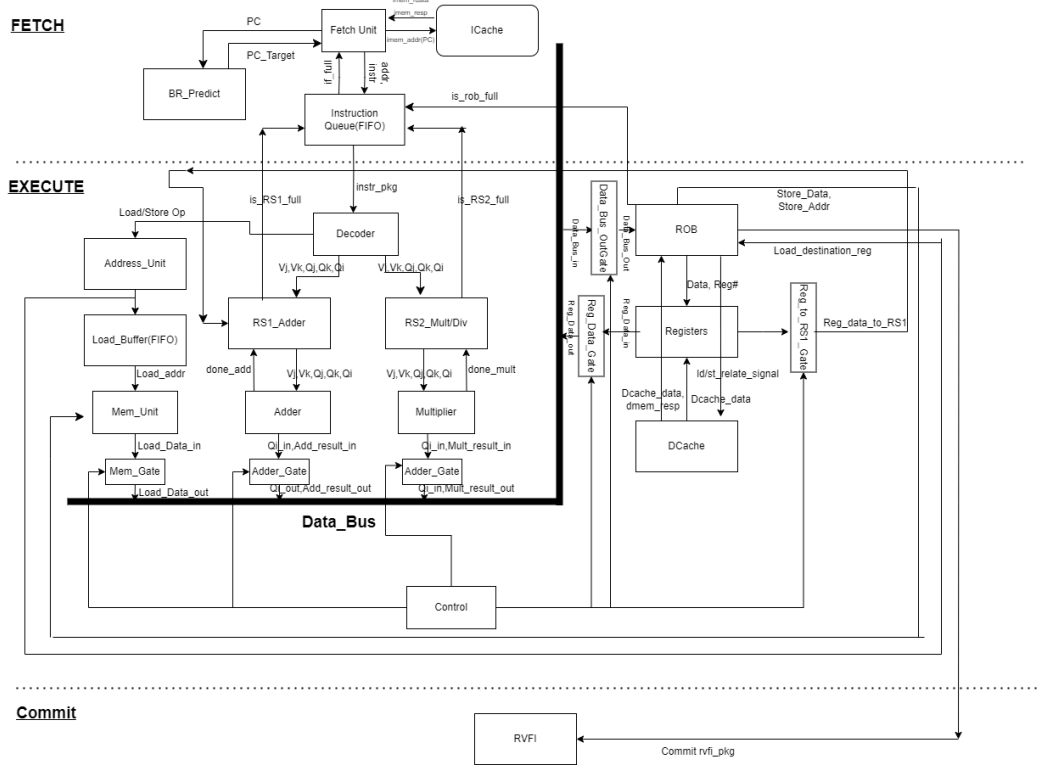 FETCH
PC
PC_Target
BR_Predict
Fetch Unit
imem_rdata
imem_resp
imem_addr(PC)
ICache
if_full
addr,
instr
Instruction
Queue(FIFO)
is_rob_full
EXECUTE
is_RS1_full
instr_pkg
is_RS2_full
Load/Store Op
Decoder
Address_Unit
Vj,Vk,Qj,Qk,Qi
Vj,Vk,Qj,Qk,Qi
Load_Buffer(FIFO)
RS1_Adder
RS2_Mult/Div
Load_addr
done_add
Vj,Vk,Qj,Qk,Qi
Vj,Vk,Qj,Qk,Qi
done_mult
Mem_Unit
Adder
Multiplier
Load_Data_in
Qi_in,Add_result_in
Qi_in,Mult_result_in
Mem_Gate
Adder_Gate
Adder_Gate
Load_Data_out
Qi_out,Add_result_out
Qi_in,Mult_result_out
Data_Bus
Data_Bus_in
Data_Bus_OutGate
Data_Bus_Out
ROB
Store_Data,
Store_Addr
Load_destination_reg
Data, Reg#
Reg_Data_out
Reg_Data_Gate
Reg_Data_in
Registers
Reg_to_RS1_Gate
Reg_data_to_RS1
ld/st_relate_signal
Dcache_data,
dmem_resp
Dcache_data
DCache
Control
Commit
RVFI
Commit rvfi_pkg